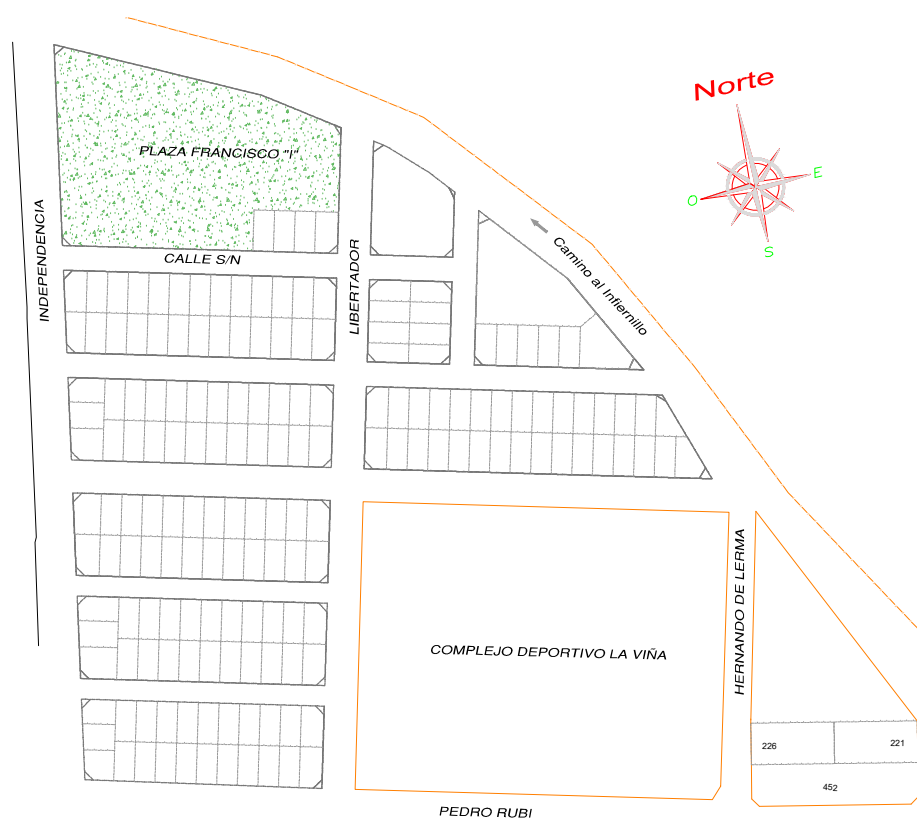 Norte
PLAZA FRANCISCO "I"
E
O
S
INDEPENDENCIA
CALLE S/N
LIBERTADOR
Camino al Infiernillo
HERNANDO DE LERMA
COMPLEJO DEPORTIVO LA VIÑA
226
221
452
PEDRO RUBI